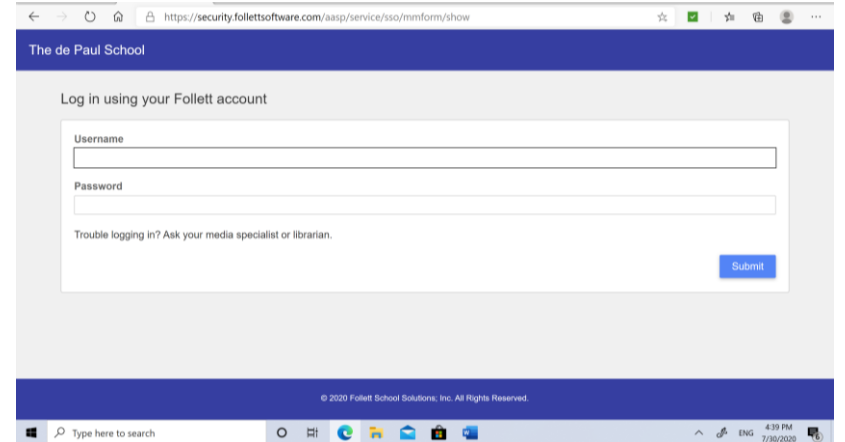 https://security.follettsoftware.com/aasp/service/sso/mmform/show
The de Paul School
Log in using your Follett account
Username
Password
Trouble logging in? Ask your media specialist or librarian.
Submit
© 2020 Follett School Solutions; Inc. All Rights Reserved.
Type here to search
ENG
4:39 PM
7/30/2020